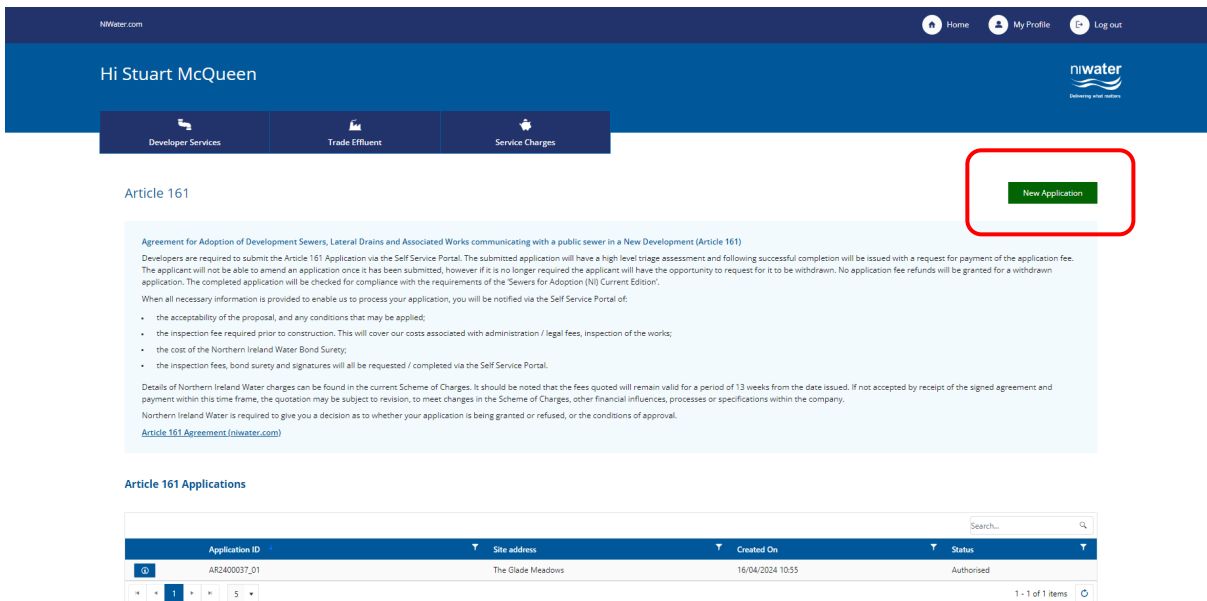 NIWater.com
Home
My Profile
Log out
Hi Stuart McQueen
niwater
Delivering what matters
Developer Services
Trade Effluent
Service Charges
Article 161
New Application
Agreement for Adoption of Development Sewers, Lateral Drains and Associated Works communicating with a public sewer in a New Development (Article 161)
Developers are required to submit the Article 161 Application via the Self Service Portal. The submitted application will have a high level triage assessment and following successful completion will be issued with a request for payment of the application fee.
The applicant will not be able to amend an application once it has been submitted, however if it is no longer required the applicant will have the opportunity to request for it to be withdrawn. No application fee refunds will be granted for a withdrawn
application. The completed application will be checked for compliance with the requirements of the 'Sewers for Adoption (NI) Current Edition'.
When all necessary information is provided to enable us to process your application, you will be notified via the Self Service Portal of:
• the acceptability of the proposal, and any conditions that may be applied;
• the inspection fee required prior to construction. This will cover our costs associated with administration / legal fees, inspection of the works;
• the cost of the Northern Ireland Water Bond Surety;
• the inspection fees, bond surety and signatures will all be requested / completed via the Self Service Portal.
Details of Northern Ireland Water charges can be found in the current Scheme of Charges. It should be noted that the fees quoted will remain valid for a period of 13 weeks from the date issued. If not accepted by receipt of the signed agreement and
payment within this time frame, the quotation may be subject to revision, to meet changes in the Scheme of Charges, other financial influences, processes or specifications within the company.
Northern Ireland Water is required to give you a decision as to whether your application is being granted or refused, or the conditions of approval.
Article 161 Agreement (niwater.com)
Article 161 Applications
Search...
Application ID
Site address
Created On
Status
AR2400037_01
The Glade Meadows
16/04/2024 10:55
Authorised
1
5
1 - 1 of 1 items